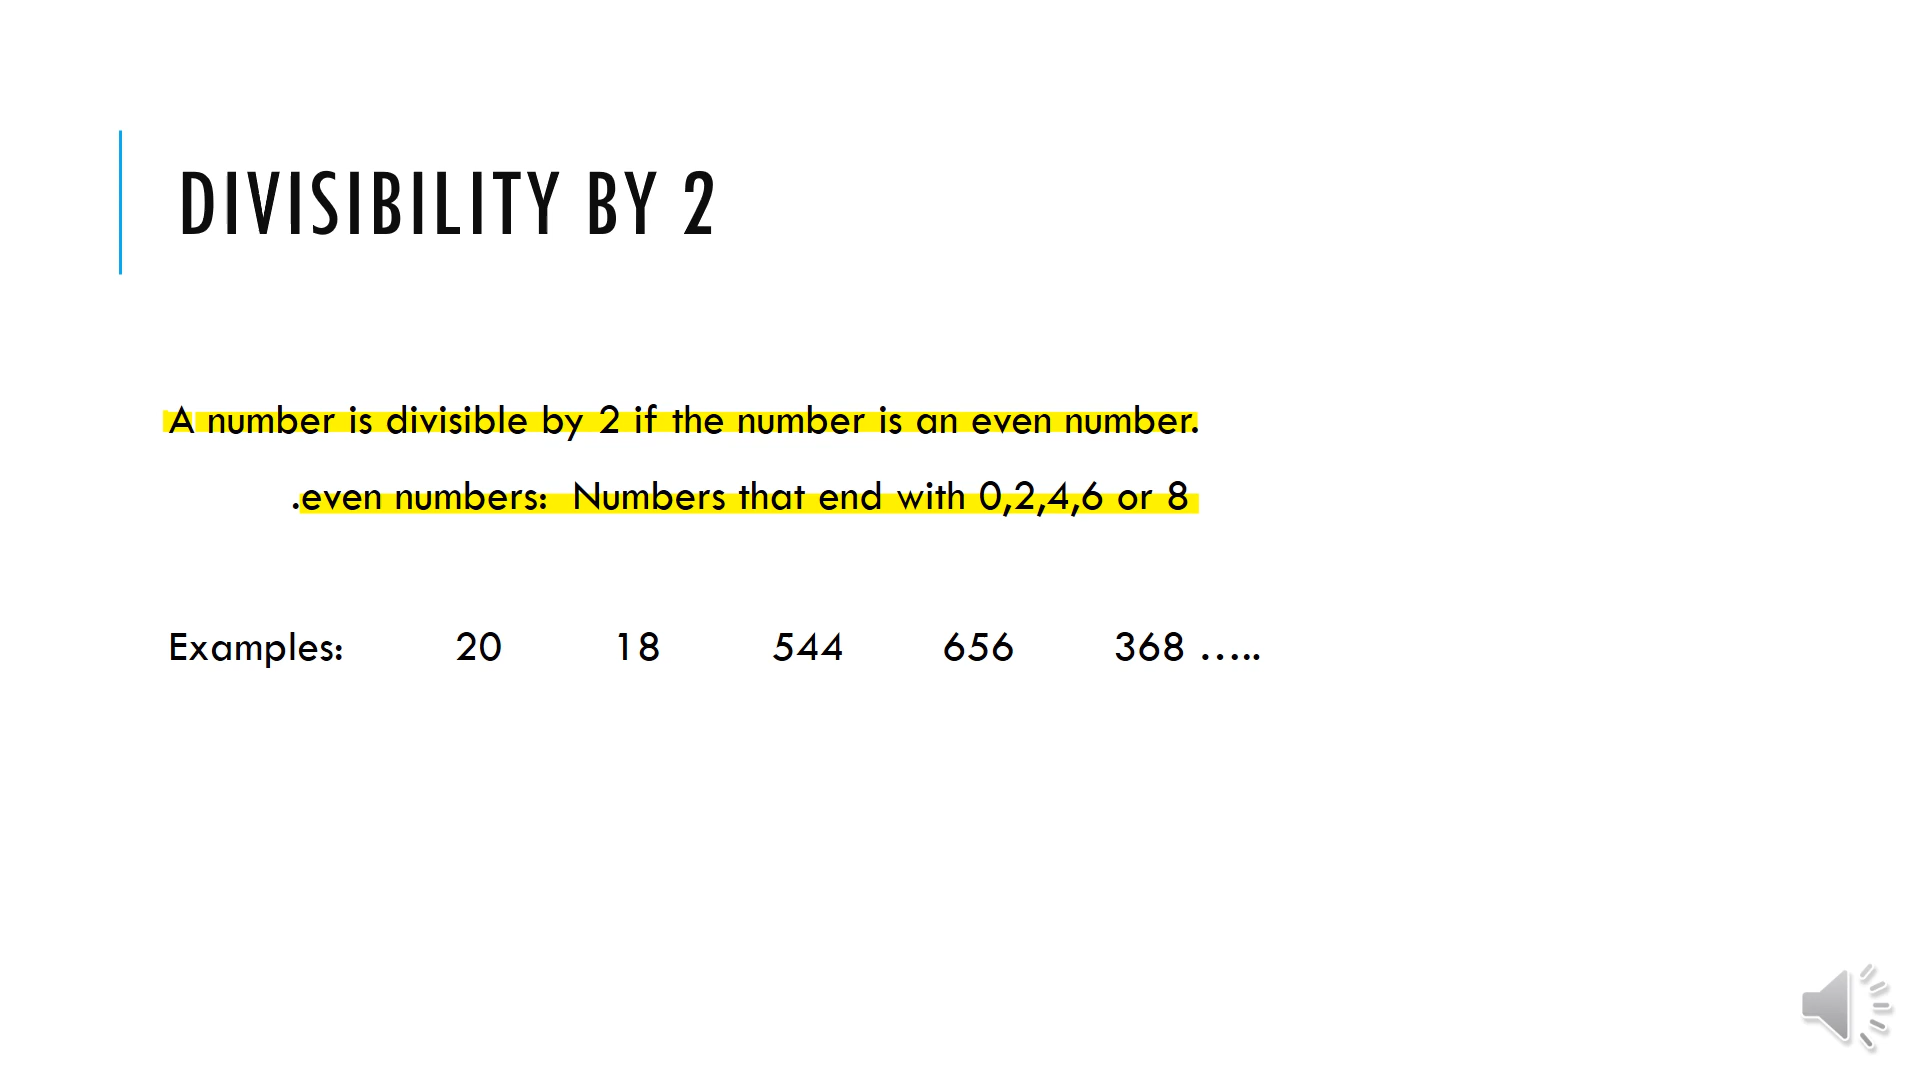 DIVISIBILITY BY 2
A number is divisible by 2 if the number is an even number.
.even numbers: Numbers that end with 0,2,4,6 or 8
Examples: 20 18 544 656 368 …..